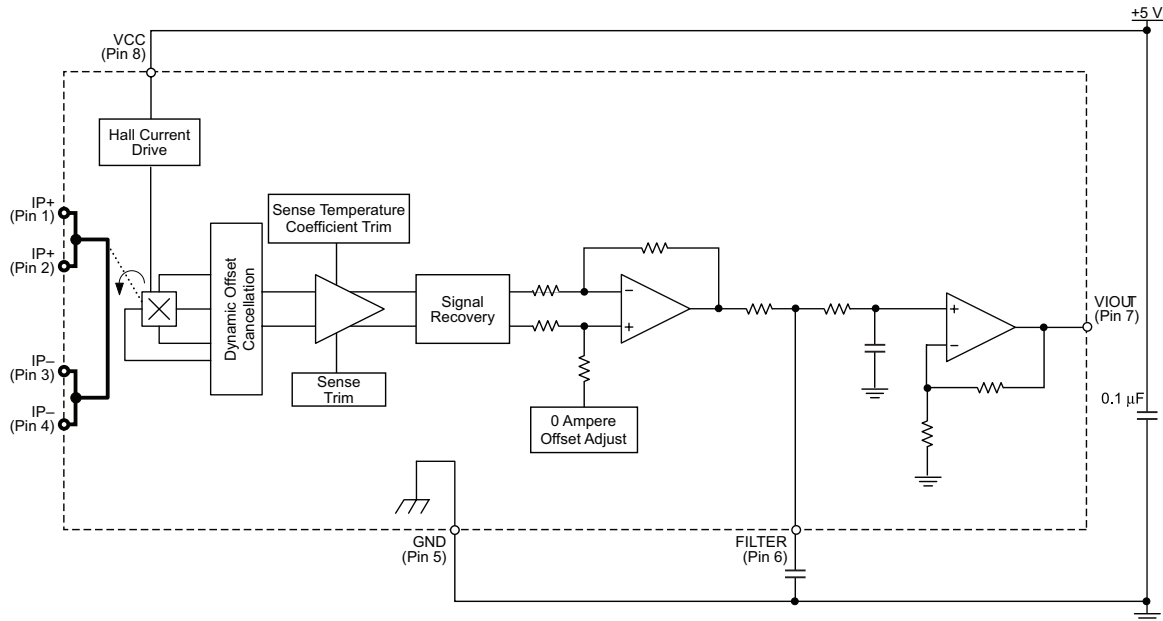 +5 V
VCC
(Pin 8)
Hall Current
Drive
IP+
(Pin 1)
IP+
(Pin 2)
IP–
(Pin 3)
IP–
(Pin 4)
Dynamic Offset
Cancellation
Sense Temperature
Coefficient Trim
Sense
Trim
Signal
Recovery
0 Ampere
Offset Adjust
VIOUT
(Pin 7)
0.1 µF
GND
(Pin 5)
FILTER
(Pin 6)